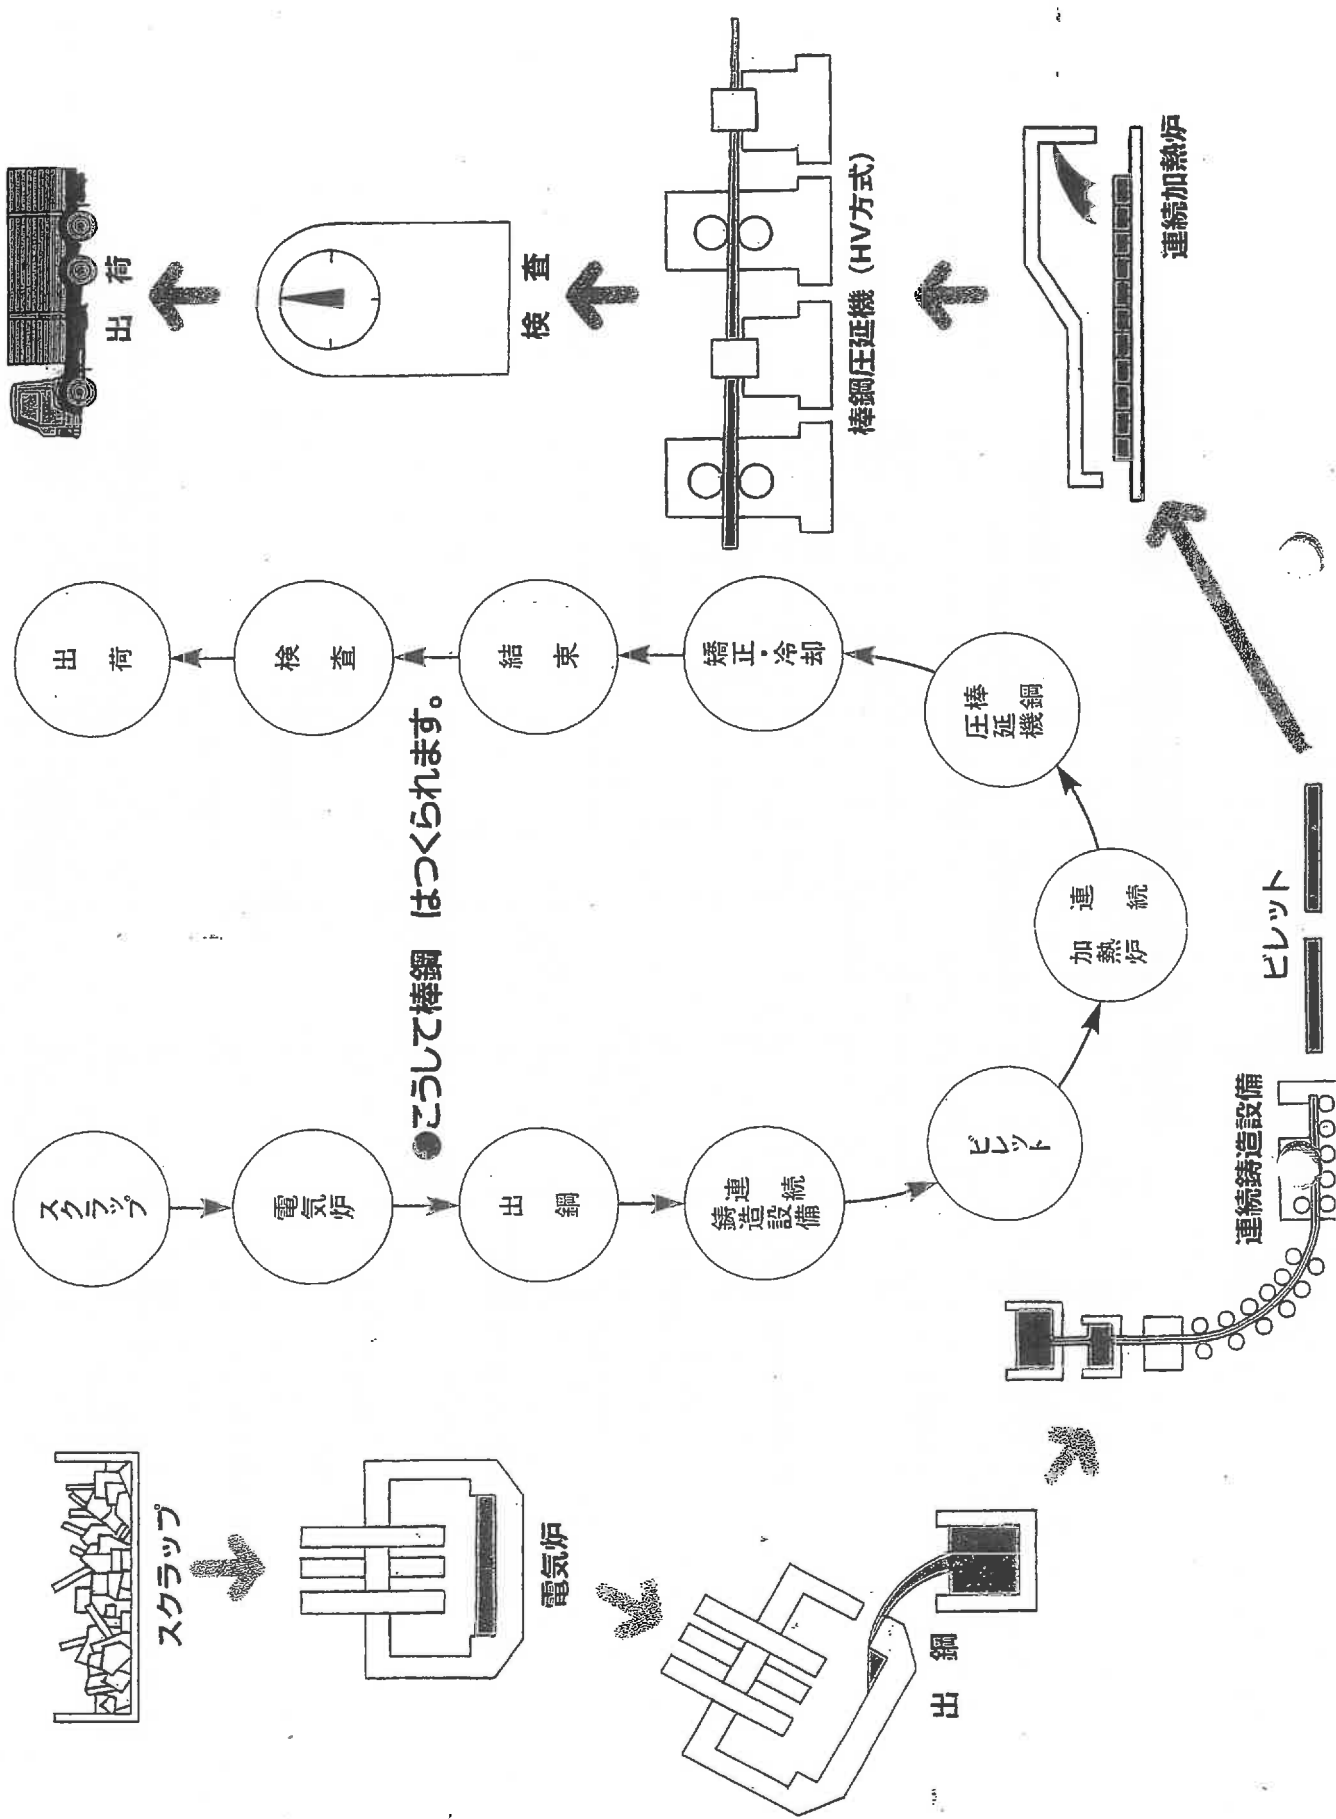 ●こうして棒鋼 はつくられます。
スクラップ
電気炉
出鋼
連続
鋳造設備
ビレット
連続
加熱炉
棒鋼
圧延機
矯正・冷却
結束
検査
出荷
スクラップ
電気炉
出鋼
連続鋳造設備
ビレット
連続加熱炉
棒鋼圧延機(HV方式)
検査
出荷